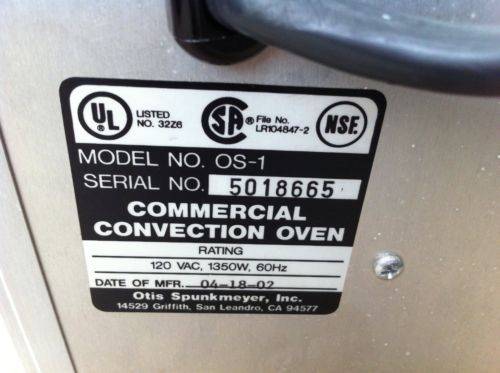 UL LISTED NO. 32Z6 SA® File No. LR104847-2 NSF®
MODEL NO. OS-1
SERIAL NO. 5018665
COMMERCIAL
CONVECTION OVEN
RATING
120 VAC, 1350W, 60Hz
DATE OF MFR. 04-18-02
Otis Spunkmeyer, Inc.
14529 Griffith, San Leandro, CA 94577